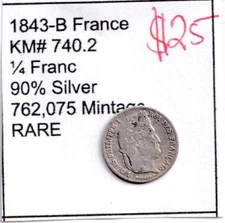 1843-B France
$25
KM# 740.2
¼ Franc
90% Silver
762,075 Mintage
RARE